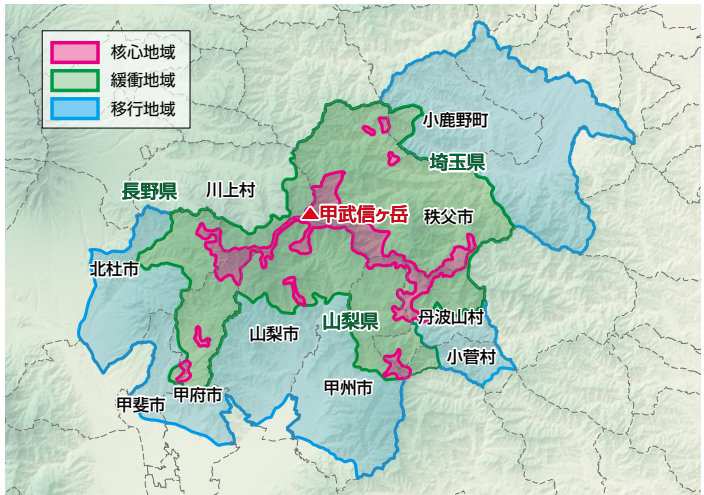 核心地域
緩衝地域
移行地域
小鹿野町
埼玉県
長野県
川上村
▲甲武信ヶ岳
秩父市
北杜市
丹波山村
山梨県
山梨市
小菅村
甲州市
甲府市
甲斐市